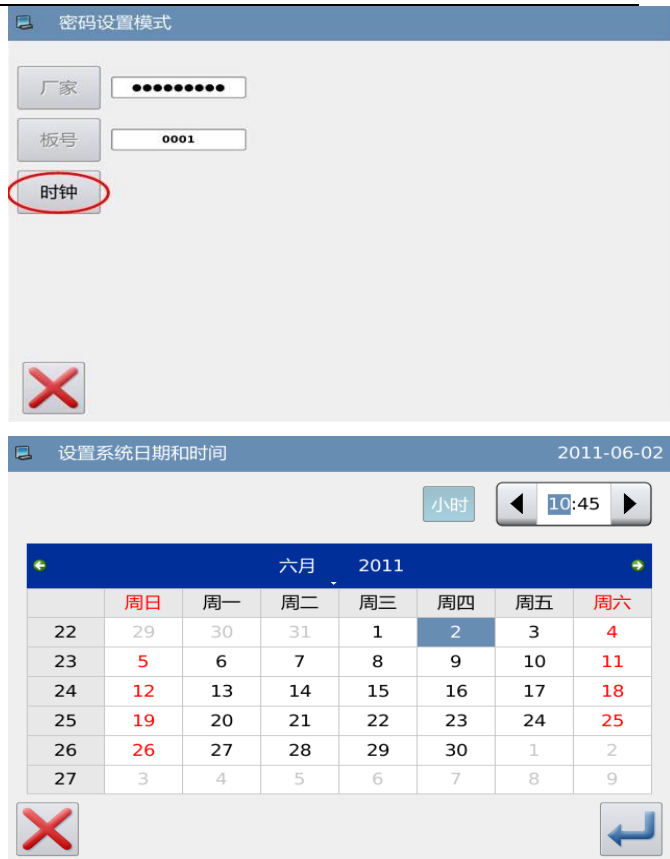 密码设置模式
厂家 ●●●●●●●●●
板号 0001
时钟
设置系统日期和时间 2011-06-02
小时 10:45
六月 2011
周日 周一 周二 周三 周四 周五 周六
22 29 30 31 1 2 3 4
23 5 6 7 8 9 10 11
24 12 13 14 15 16 17 18
25 19 20 21 22 23 24 25
26 26 27 28 29 30 1 2
27 3 4 5 6 7 8 9